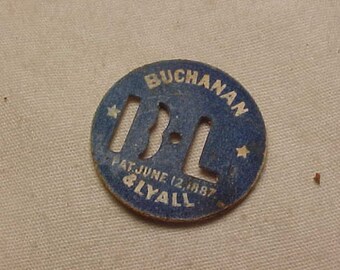 BUCHANAN
B·L
PAT. JUNE 12, 1887
& LYALL